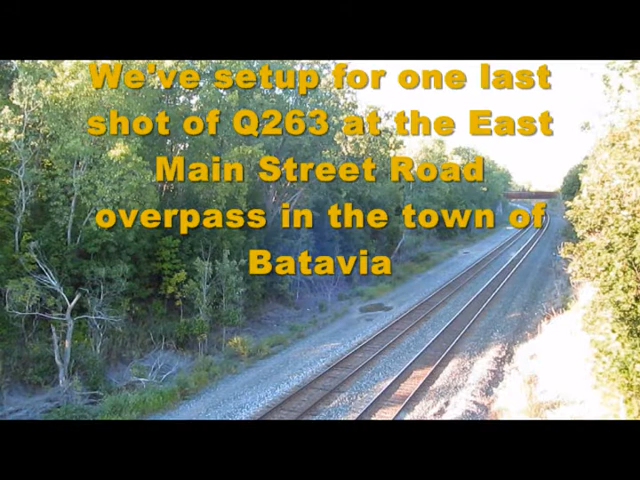 We've setup for one last
shot of Q263 at the East
Main Street Road
overpass in the town of
Batavia